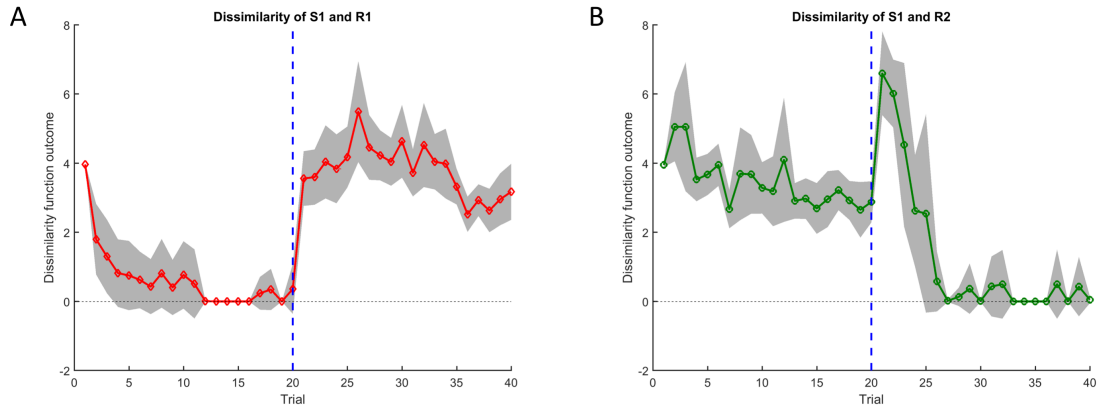 A
Dissimilarity of S1 and R1
Dissimilarity function outcome
8
6
4
2
0
-2
0 5 10 15 20 25 30 35 40
Trial
B
Dissimilarity of S1 and R2
Dissimilarity function outcome
8
6
4
2
0
-2
0 5 10 15 20 25 30 35 40
Trial